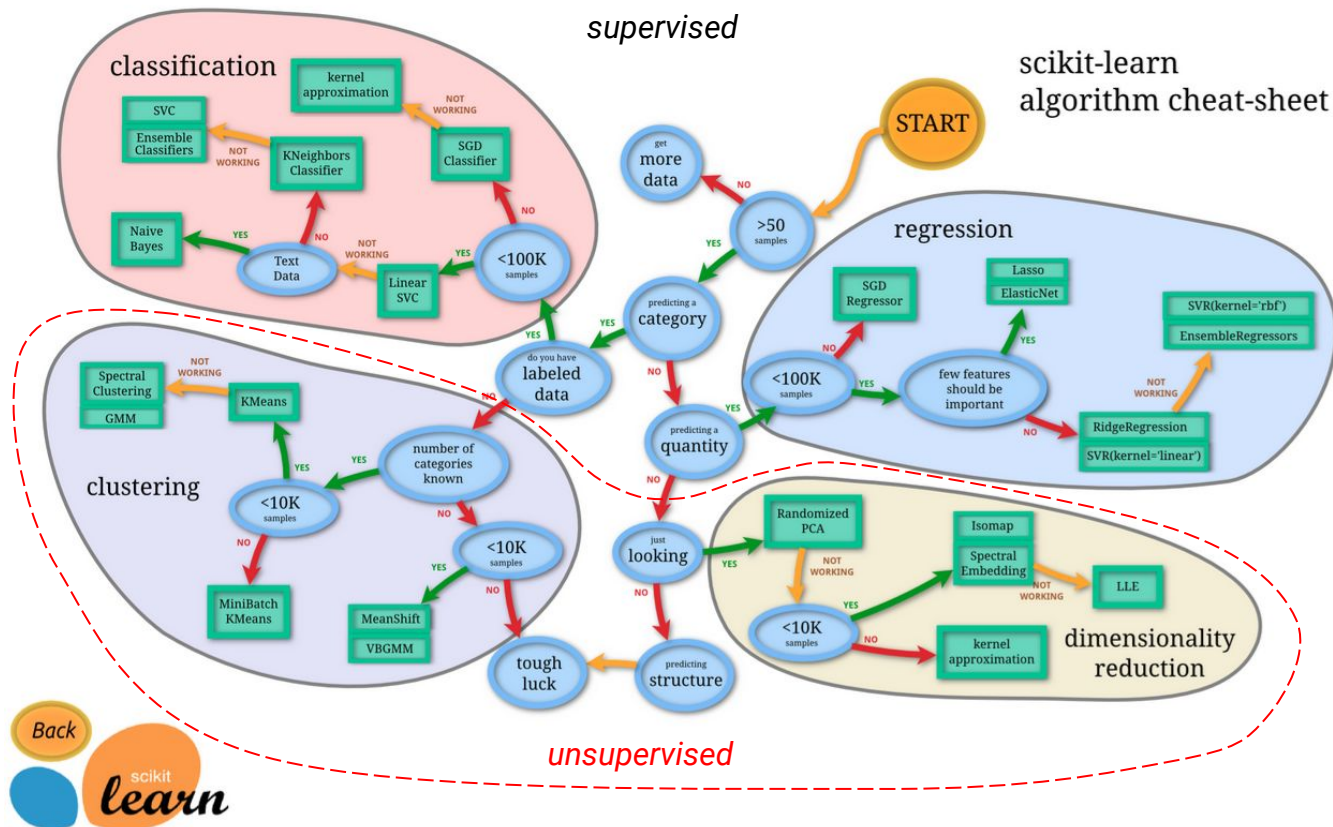 supervised
scikit-learn
algorithm cheat-sheet
START
classification
kernel
approximation
NOT
WORKING
SVC
Ensemble
Classifiers
NOT
WORKING
KNeighbors
Classifier
SGD
Classifier
Naive
Bayes
YES
NO
Text
Data
NOT
WORKING
Linear
SVC
YES
NO
<100K
samples
get
more
data
NO
>50
samples
YES
predicting a
category
YES
NO
do you have
labeled
data
YES
NO
predicting a
quantity
YES
NO
regression
SGD
Regressor
Lasso
ElasticNet
SVR(kernel='rbf')
EnsembleRegressors
<100K
samples
NO
YES
few features
should be
important
YES
NO
NOT
WORKING
RidgeRegression
SVR(kernel='linear')
clustering
Spectral
Clustering
GMM
NOT
WORKING
KMeans
number of
categories
known
YES
NO
<10K
samples
YES
NO
MiniBatch
KMeans
<10K
samples
YES
NO
MeanShift
VBGMM
tough
luck
just
looking
YES
NO
predicting
structure
Randomized
PCA
NOT
WORKING
<10K
samples
YES
NO
Isomap
Spectral
Embedding
NOT
WORKING
LLE
kernel
approximation
dimensionality
reduction
unsupervised
Back
scikit
learn